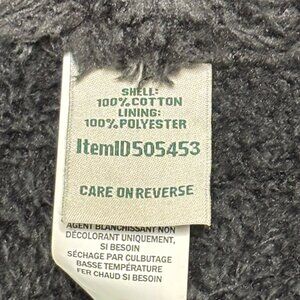 SHELL:
100% COTTON
LINING:
100% POLYESTER
ItemID505453
CARE ON REVERSE
AGENT BLANCHISSANT NON
DÉCOLORANT UNIQUEMENT,
SI BESOIN
SÉCHAGE PAR CULBUTAGE
BASSE TEMPÉRATURE
FER CHAUD SI BESOIN